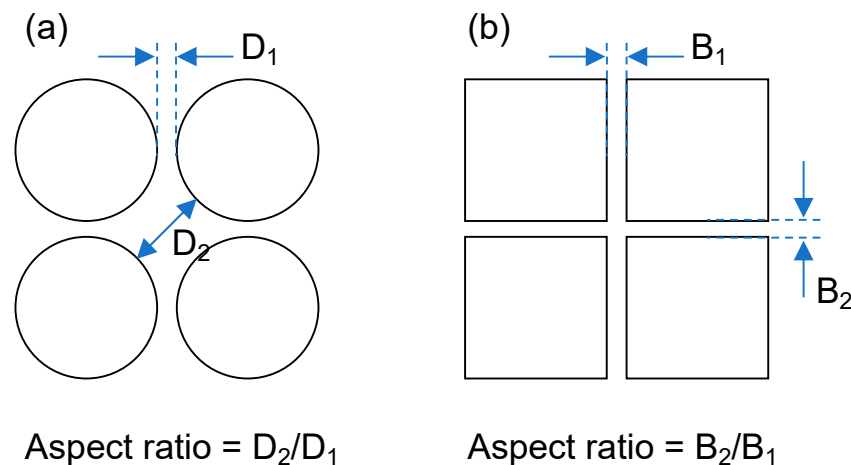 (a)
D₁
D₂
Aspect ratio = D₂/D₁
(b)
B₁
B₂
Aspect ratio = B₂/B₁